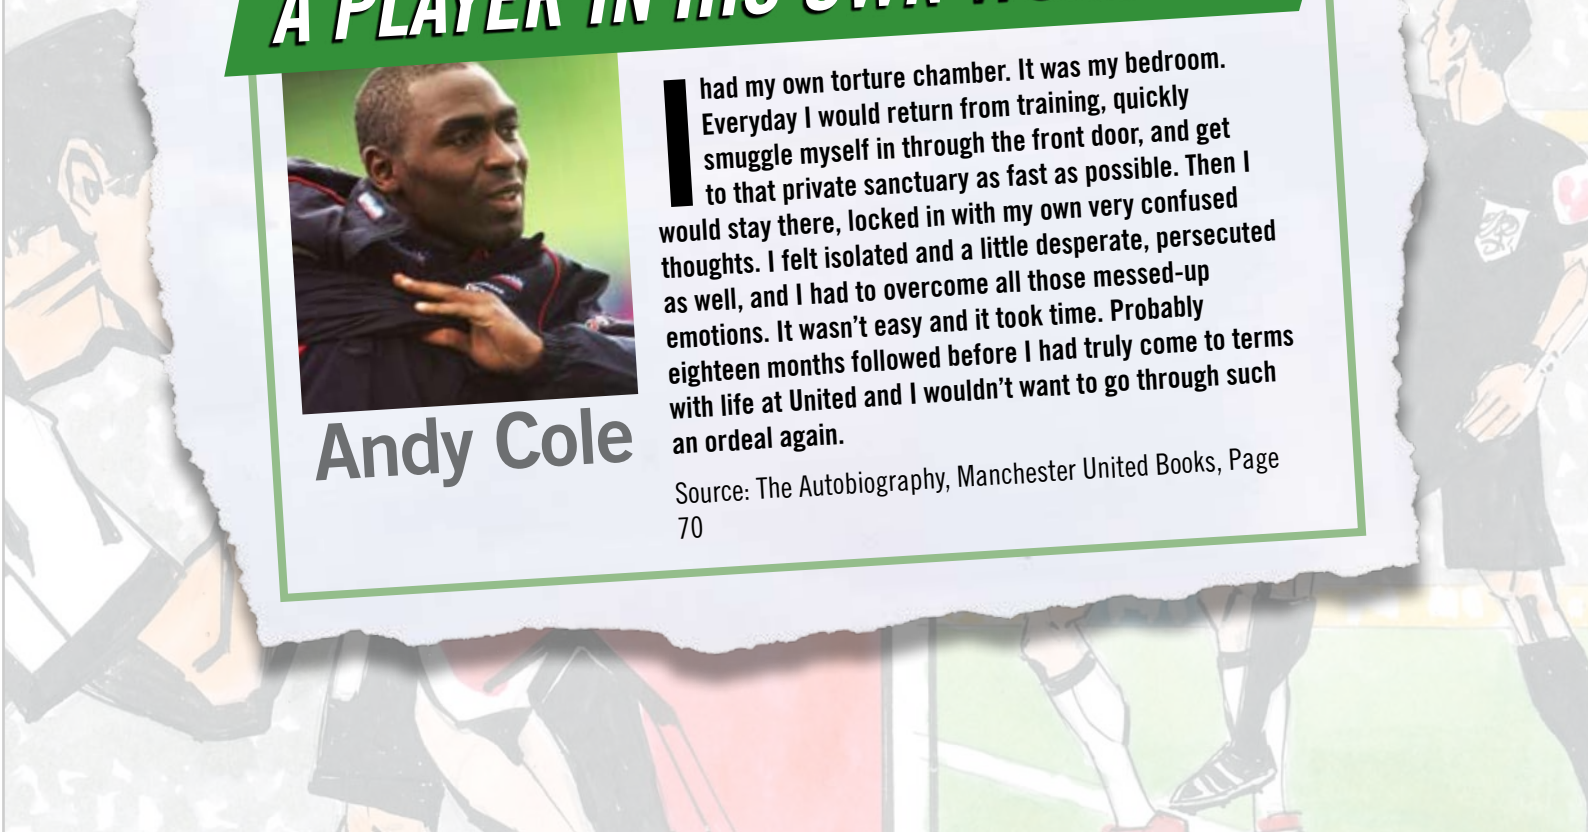 A PLAYER IN HIS OWN
I had my own torture chamber. It was my bedroom.
Everyday I would return from training, quickly
smuggle myself in through the front door, and get
to that private sanctuary as fast as possible. Then I
would stay there, locked in with my own very confused
thoughts. I felt isolated and a little desperate, persecuted
as well, and I had to overcome all those messed-up
emotions. It wasn't easy and it took time. Probably
eighteen months followed before I had truly come to terms
with life at United and I wouldn't want to go through such
an ordeal again.
Andy Cole
Source: The Autobiography, Manchester United Books, Page
70